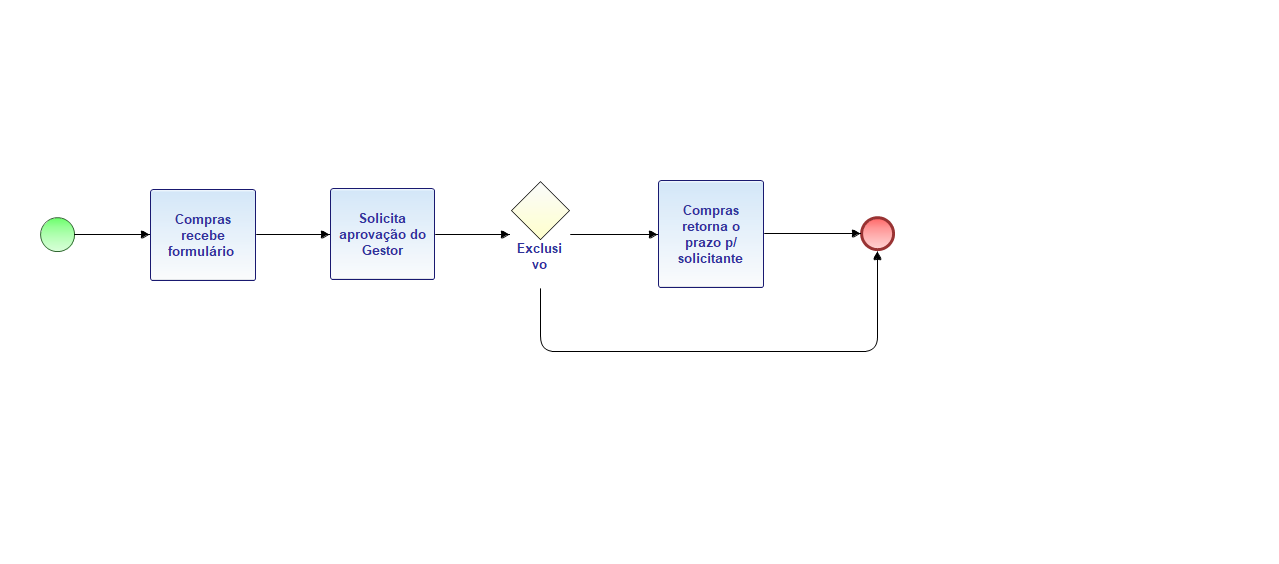 Compras
recebe
formulário
Solicita
aprovação do
Gestor
Exclusi
vo
Compras
retorna o
prazo p/
solicitante